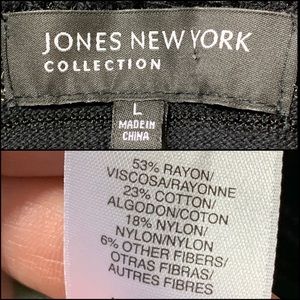 JONES NEW YORK
COLLECTION
L
MADE IN
CHINA
53% RAYON/
VISCOSA/RAYONNE
23% COTTON/
ALGODON/COTON
18% NYLON/
NYLON/NYLON
6% OTHER FIBERS/
OTRAS FIBRAS/
AUTRES FIBRES